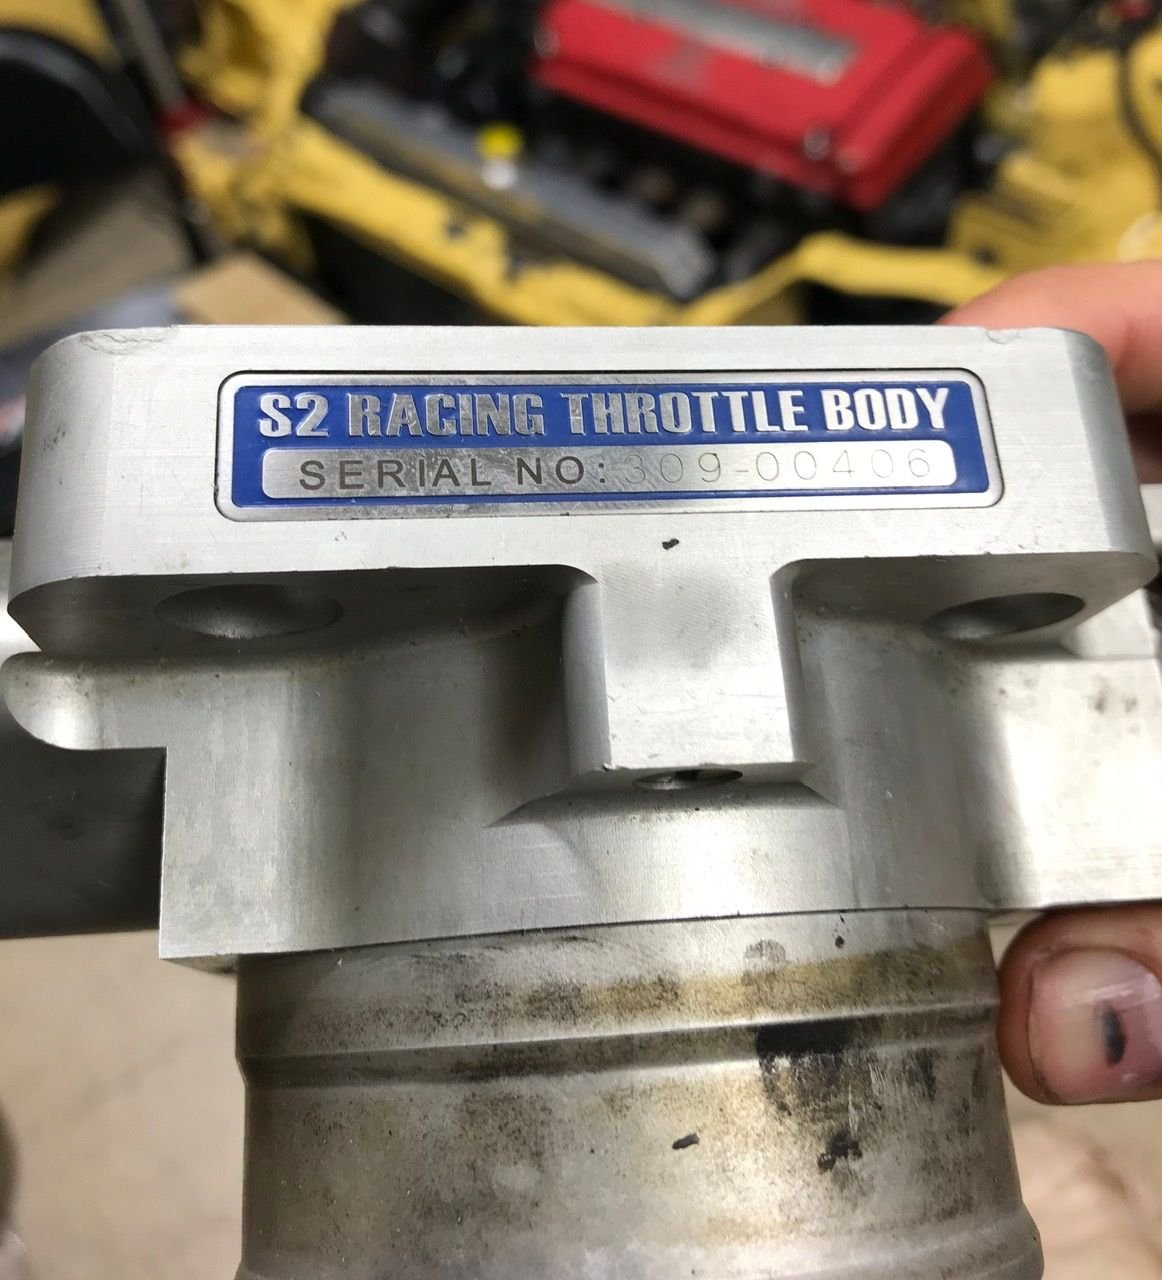 S2 RACING THROTTLE BODY
SERIAL NO: 309-00406